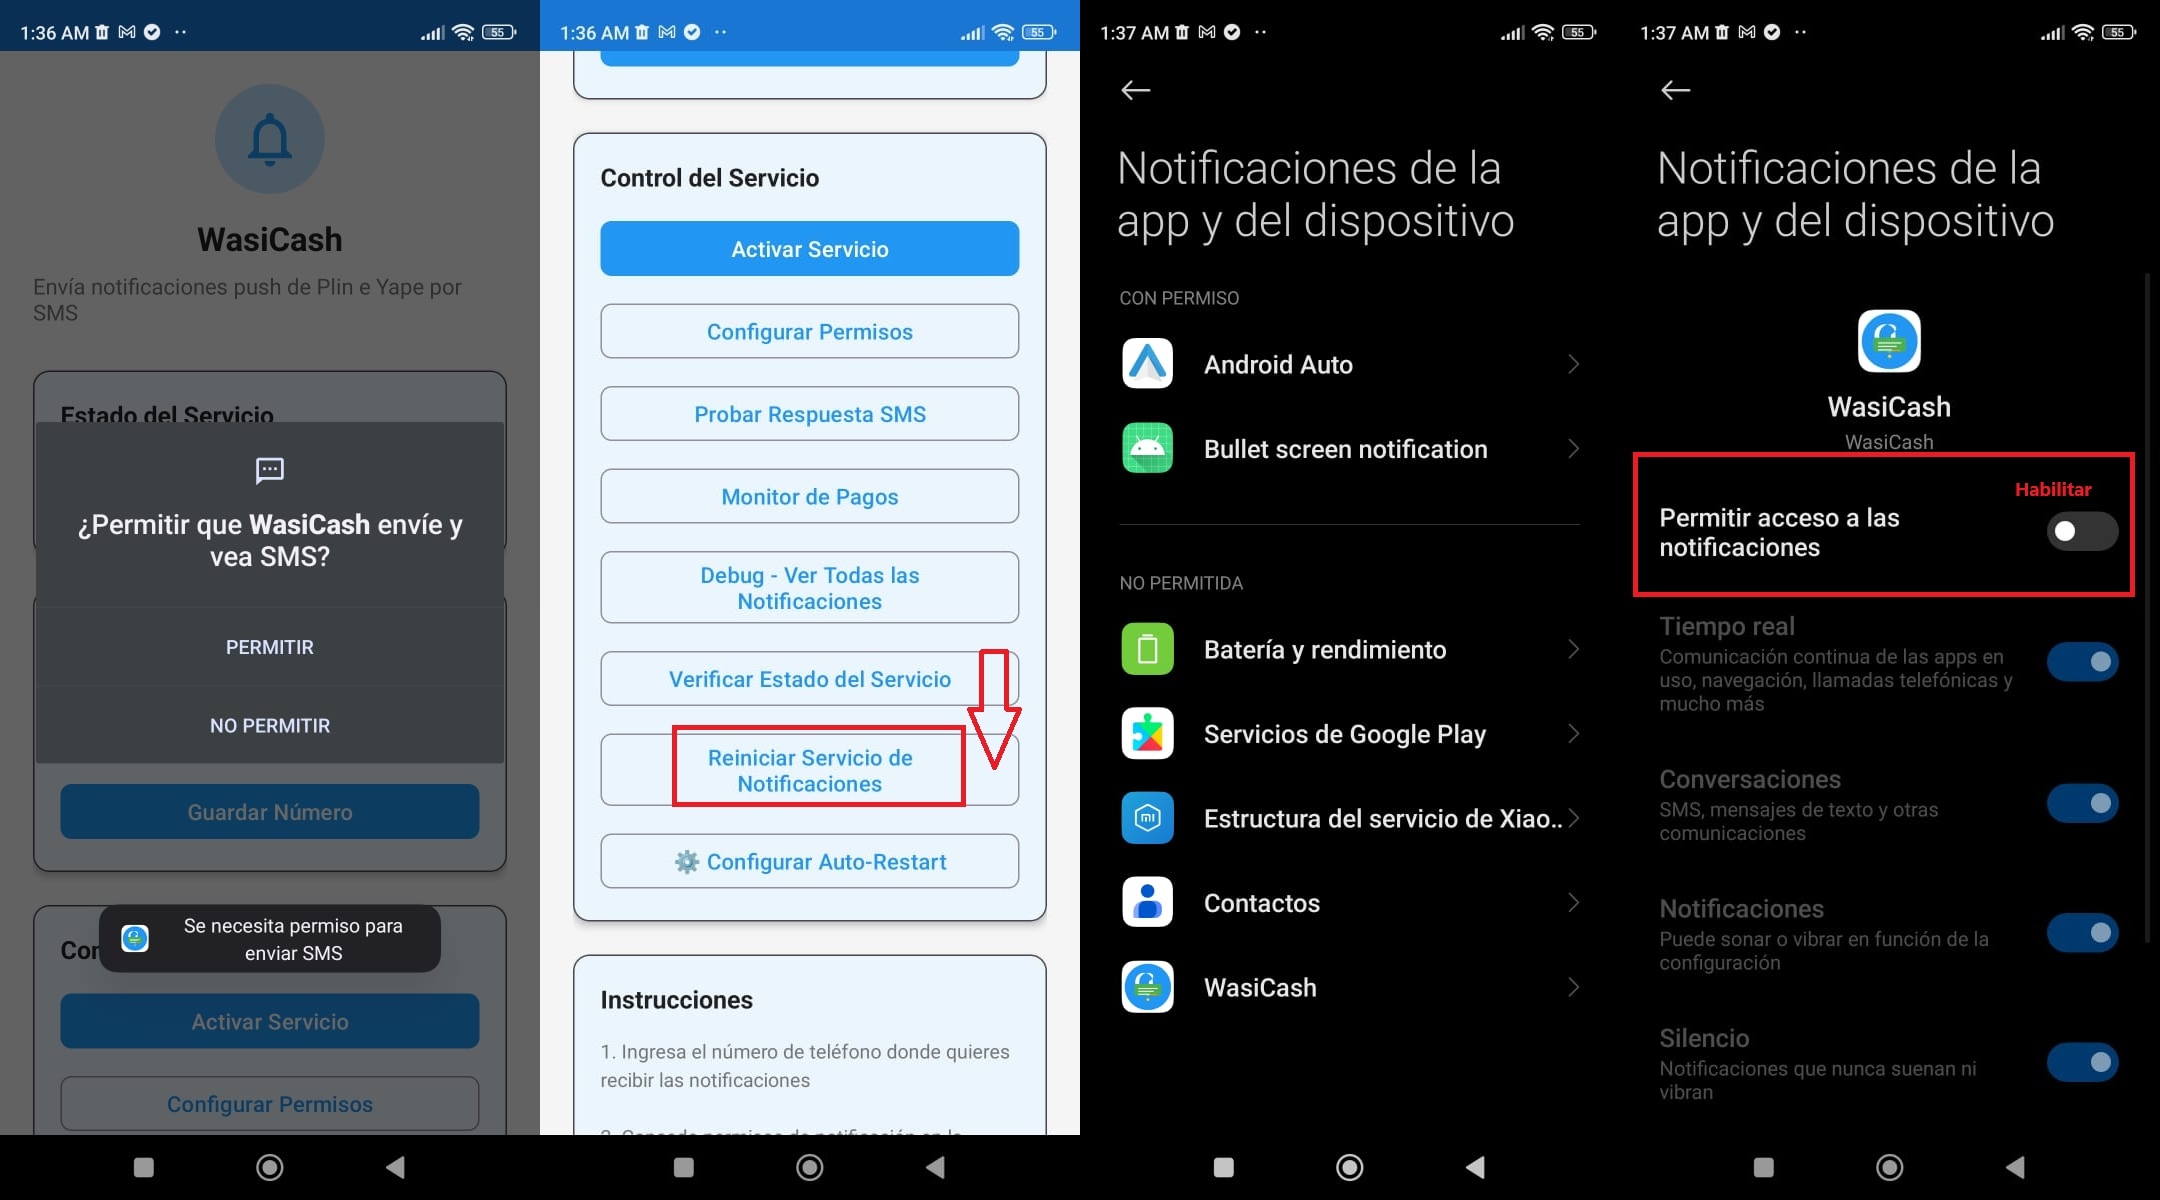 1:36 AM
55
WasiCash
Envía notificaciones push de Plin e Yape por
SMS
Estado del Servicio
¿Permitir que WasiCash envíe y
vea SMS?
PERMITIR
NO PERMITIR
Guardar Número
Se necesita permiso para
enviar SMS
Activar Servicio
Configurar Permisos
1:36 AM
55
Control del Servicio
Activar Servicio
Configurar Permisos
Probar Respuesta SMS
Monitor de Pagos
Debug - Ver Todas las
Notificaciones
Verificar Estado del Servicio
Reiniciar Servicio de
Notificaciones
Configurar Auto-Restart
Instrucciones
1. Ingresa el número de teléfono donde quieres
recibir las notificaciones
1:37 AM
55
Notificaciones de la
app y del dispositivo
CON PERMISO
Android Auto
Bullet screen notification
NO PERMITIDA
Batería y rendimiento
Servicios de Google Play
Estructura del servicio de Xiao..
Contactos
WasiCash
1:37 AM
55
Notificaciones de la
app y del dispositivo
WasiCash
WasiCash
Habilitar
Permitir acceso a las
notificaciones
Tiempo real
Comunicación continua de las apps en
uso, navegación, llamadas telefónicas y
mucho más
Conversaciones
SMS, mensajes de texto y otras
comunicaciones
Notificaciones
Puede sonar o vibrar en función de la
configuración
Silencio
Notificaciones que nunca suenan ni
vibran